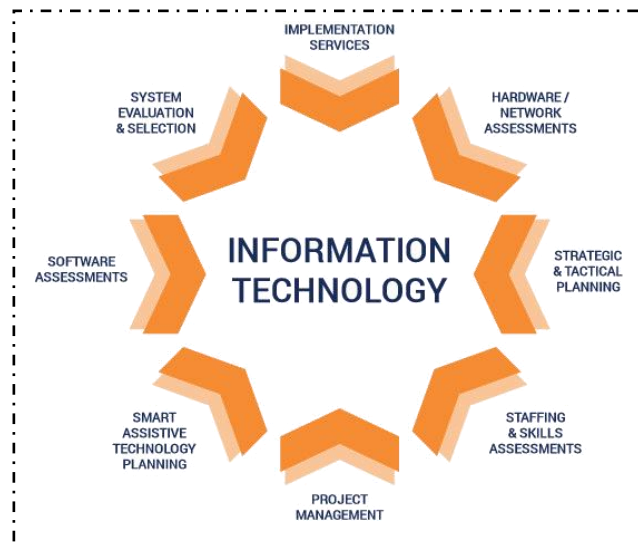 IMPLEMENTATION
SERVICES
HARDWARE /
NETWORK
ASSESSMENTS
STRATEGIC
& TACTICAL
PLANNING
STAFFING
& SKILLS
ASSESSMENTS
PROJECT
MANAGEMENT
SMART
ASSISTIVE
TECHNOLOGY
PLANNING
SOFTWARE
ASSESSMENTS
SYSTEM
EVALUATION
& SELECTION
INFORMATION
TECHNOLOGY